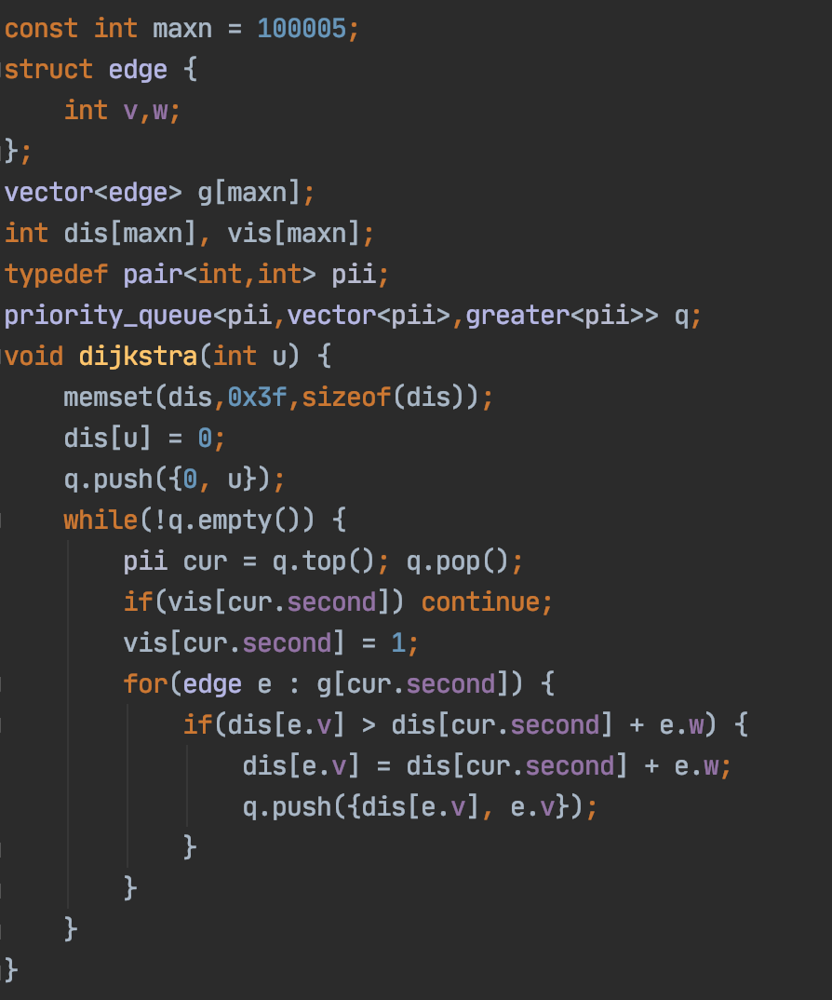 const int maxn = 100005;
struct edge {
    int v,w;
};
vector<edge> g[maxn];
int dis[maxn], vis[maxn];
typedef pair<int,int> pii;
priority_queue<pii,vector<pii>,greater<pii>> q;
void dijkstra(int u) {
    memset(dis,0x3f,sizeof(dis));
    dis[u] = 0;
    q.push({0, u});
    while(!q.empty()) {
        pii cur = q.top(); q.pop();
        if(vis[cur.second]) continue;
        vis[cur.second] = 1;
        for(edge e : g[cur.second]) {
            if(dis[e.v] > dis[cur.second] + e.w) {
                dis[e.v] = dis[cur.second] + e.w;
                q.push({dis[e.v], e.v});
            }
        }
    }
}